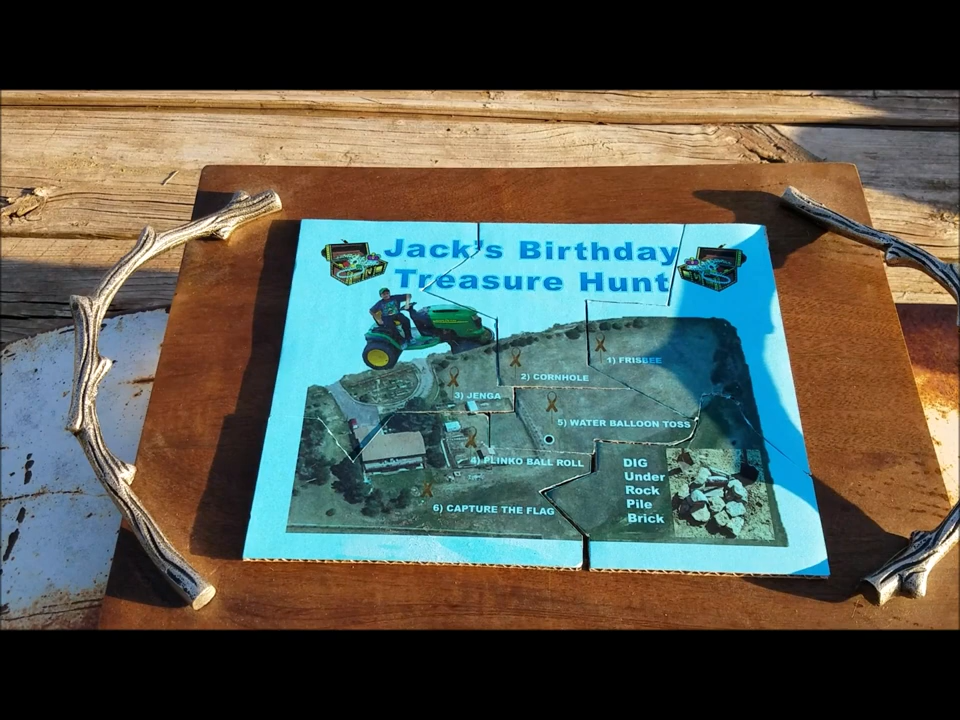 Jack's Birthday
Treasure Hunt
1) FRISBEE
2) CORNHOLE
3) JENGA
5) WATER BALLOON TOSS
4) PLINKO BALL ROLL
6) CAPTURE THE FLAG
DIG
Under
Rock
Pile
Brick